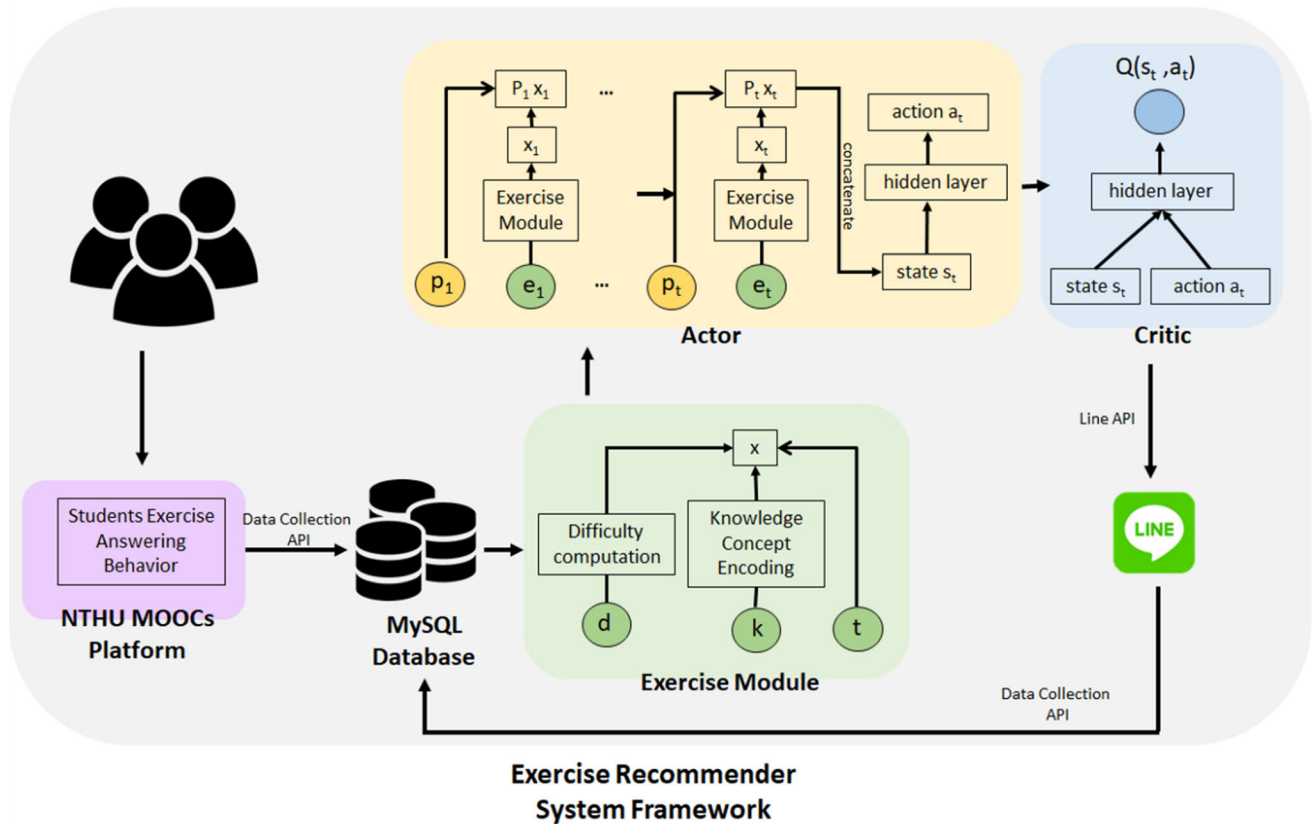 P₁ x₁
...
Pₜ xₜ
x₁
xₜ
Exercise
Module
Exercise
Module
p₁
e₁
...
pₜ
eₜ
concatenate
action aₜ
hidden layer
state sₜ
Actor
Q(sₜ ,aₜ)
hidden layer
state sₜ
action aₜ
Critic
Line API
LINE
Students Exercise
Answering
Behavior
NTHU MOOCs
Platform
Data Collection
API
MySQL
Database
x
Difficulty
computation
Knowledge
Concept
Encoding
d
k
t
Exercise Module
Data Collection
API
Exercise Recommender
System Framework